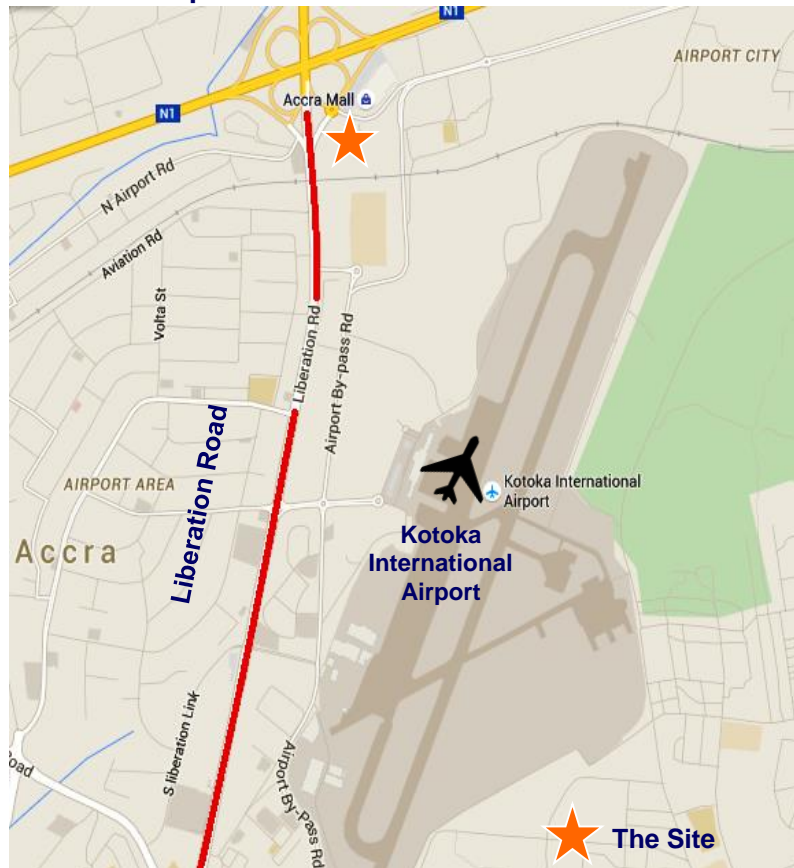 N1
AIRPORT CITY
Accra Mall
N1
N Airport Rd
Aviation Rd
Volta St
Liberation Rd
Airport By-pass Rd
Liberation Road
AIRPORT AREA
Kotoka International
Airport
Accra
Kotoka
International
Airport
S liberation Link
Road
Airport By-Pass Rd
The Site